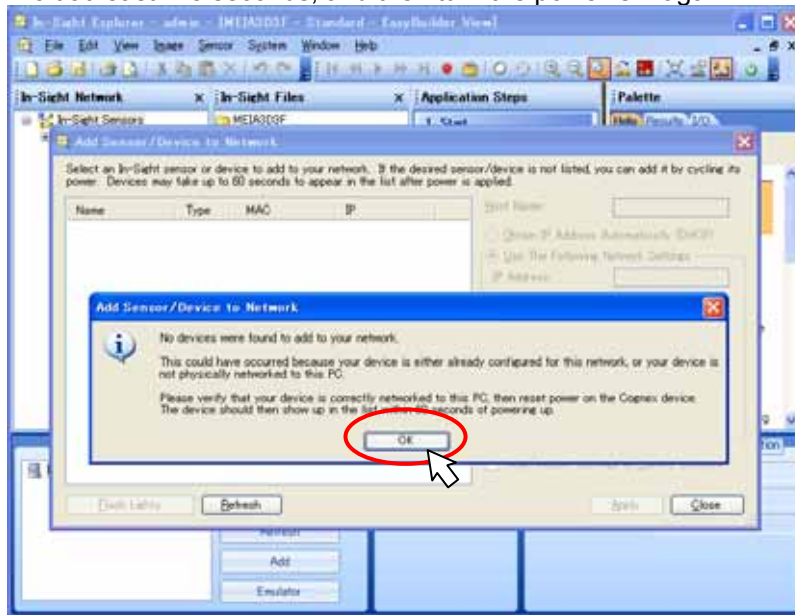 In-Sight Explorer - admin - [MEIA3D3F - Standard - EasyBuilder View]
File Edit View Image Sensor System Window Help
In-Sight Network x In-Sight Files x Application Steps Palette
In-Sight Sensors MEIA3D3F 1. Start Help Results I/O
Add Sensor/Device to Network
Select an In-Sight sensor or device to add to your network. If the desired sensor/device is not listed, you can add it by cycling its
power. Devices may take up to 60 seconds to appear in the list after power is applied.
Name Type MAC IP Host Name:
Obtain IP Address Automatically (DHCP)
Use The Following Network Settings
IP Address:
Add Sensor/Device to Network
No devices were found to add to your network.
This could have occurred because your device is either already configured for this network, or your device is
not physically networked to this PC.
Please verify that your device is correctly networked to this PC, then reset power on the Cognex device.
The device should then show up in the list within 60 seconds of powering up.
OK
Flash Lights Refresh Apply Close
Refresh
Add
Emulator